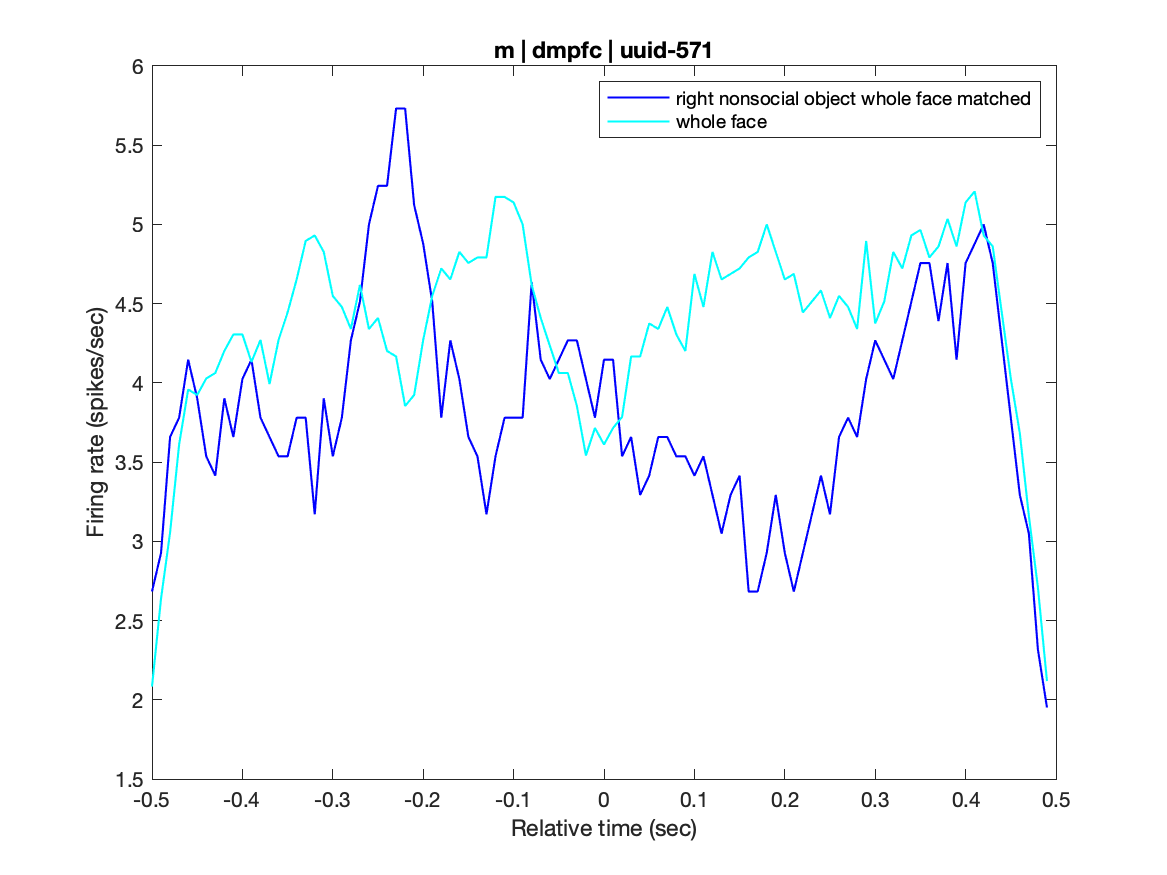 m | dmpfc | uuid-571
right nonsocial object whole face matched
whole face
Firing rate (spikes/sec)
6
5.5
5
4.5
4
3.5
3
2.5
2
1.5
-0.5 -0.4 -0.3 -0.2 -0.1 0 0.1 0.2 0.3 0.4 0.5
Relative time (sec)